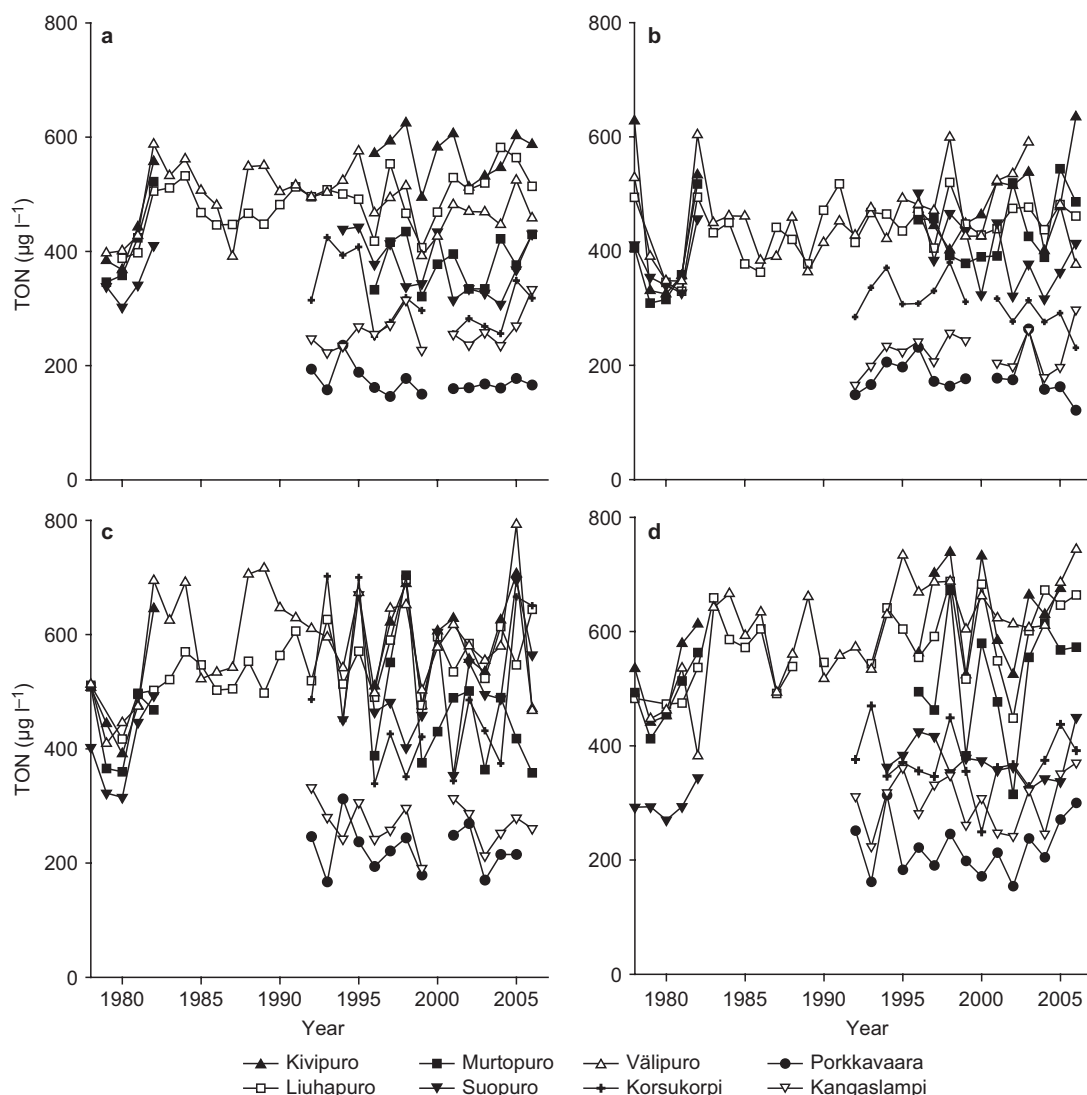 a
b
800
600
400
200
0
TON (µg l⁻¹)
800
600
400
200
0
c
d
800
600
400
200
0
TON (µg l⁻¹)
800
600
400
200
0
1980 1985 1990 1995 2000 2005
Year
1980 1985 1990 1995 2000 2005
Year
Kivipuro Murtopuro Välipuro Porkkavaara
Liuhapuro Suopuro Korsukorpi Kangaslampi